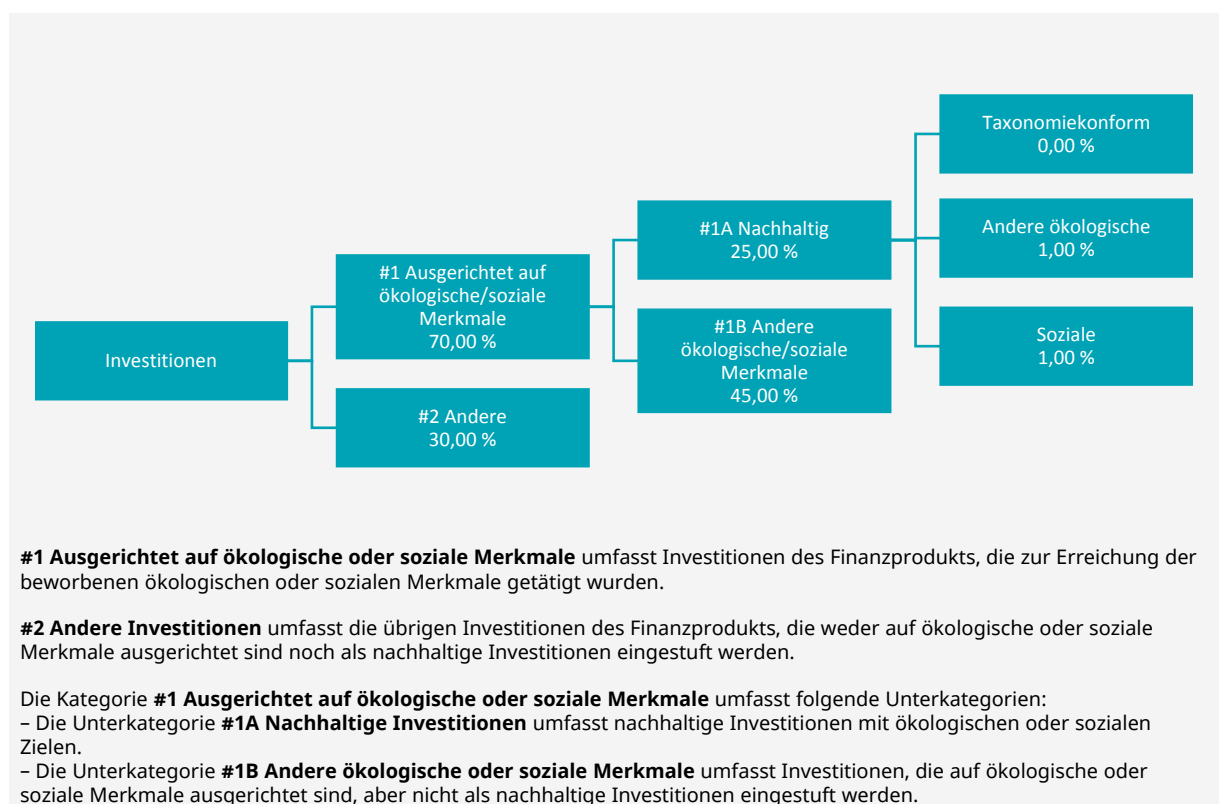 Investitionen
#1 Ausgerichtet auf
ökologische/soziale
Merkmale
70,00 %
#2 Andere
30,00 %
#1A Nachhaltig
25,00 %
#1B Andere
ökologische/soziale
Merkmale
45,00 %
Taxonomiekonform
0,00 %
Andere ökologische
1,00 %
Soziale
1,00 %
#1 Ausgerichtet auf ökologische oder soziale Merkmale umfasst Investitionen des Finanzprodukts, die zur Erreichung der
beworbenen ökologischen oder sozialen Merkmale getätigt wurden.
#2 Andere Investitionen umfasst die übrigen Investitionen des Finanzprodukts, die weder auf ökologische oder soziale
Merkmale ausgerichtet sind noch als nachhaltige Investitionen eingestuft werden.
Die Kategorie #1 Ausgerichtet auf ökologische oder soziale Merkmale umfasst folgende Unterkategorien:
– Die Unterkategorie #1A Nachhaltige Investitionen umfasst nachhaltige Investitionen mit ökologischen oder sozialen
Zielen.
– Die Unterkategorie #1B Andere ökologische oder soziale Merkmale umfasst Investitionen, die auf ökologische oder
soziale Merkmale ausgerichtet sind, aber nicht als nachhaltige Investitionen eingestuft werden.